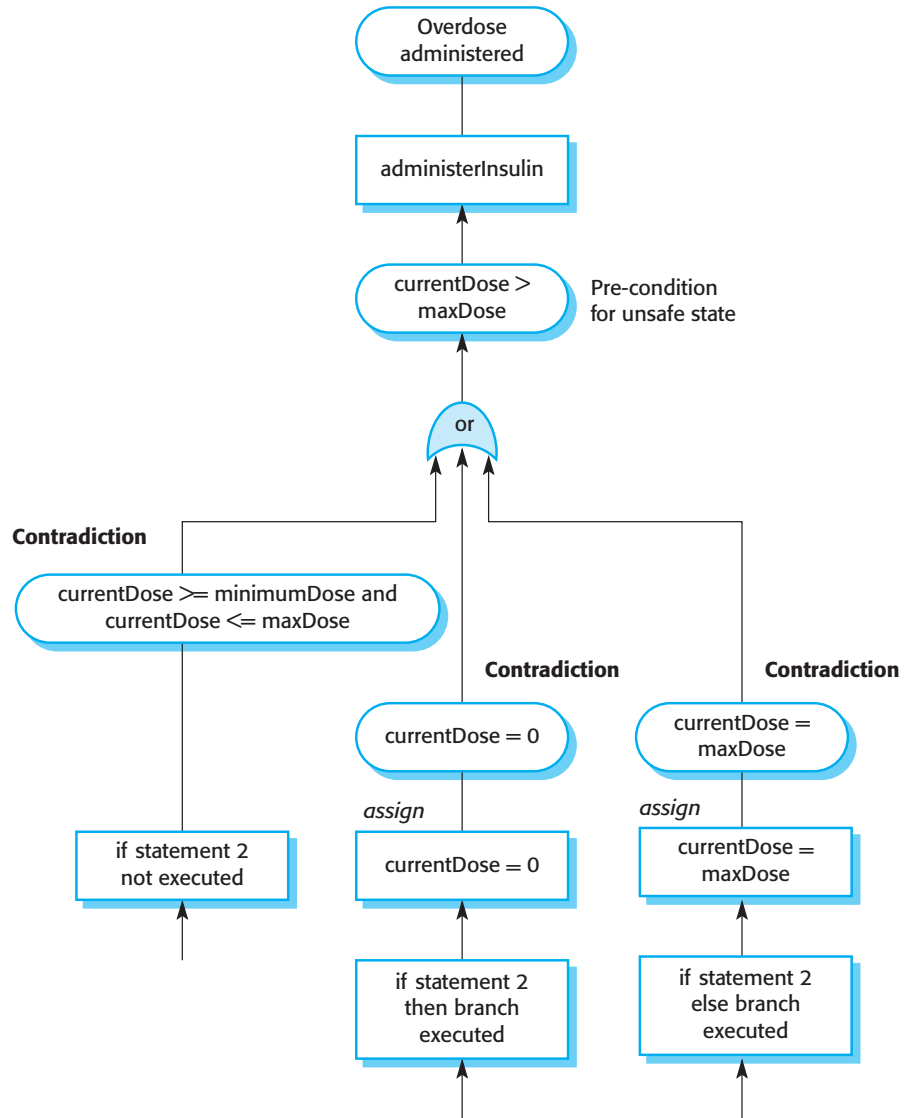 Overdose
administered
administerInsulin
currentDose >
maxDose
Pre-condition
for unsafe state
or
Contradiction
currentDose >= minimumDose and
currentDose <= maxDose
Contradiction
Contradiction
currentDose = 0
currentDose =
maxDose
assign
assign
if statement 2
not executed
currentDose = 0
currentDose =
maxDose
if statement 2
then branch
executed
if statement 2
else branch
executed